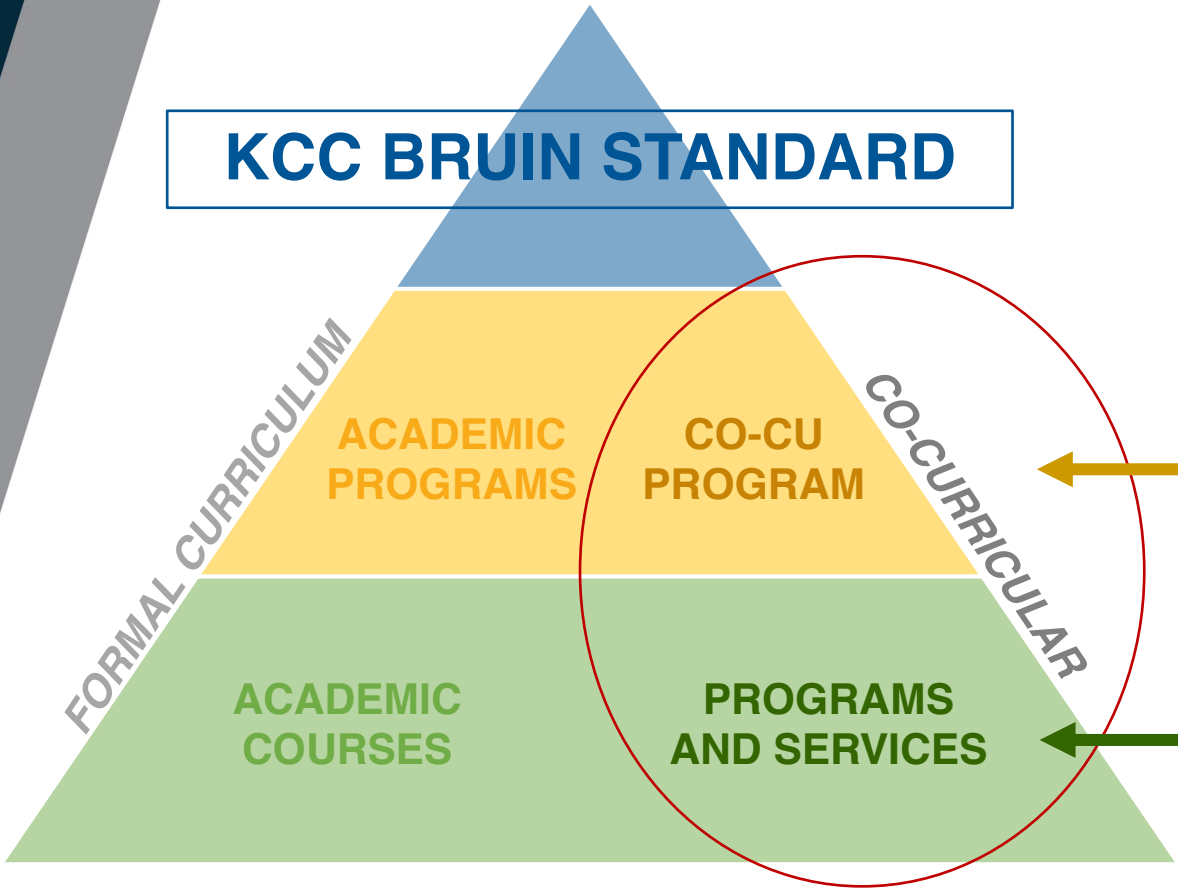 KCC BRUIN STANDARD
FORMAL CURRICULUM
ACADEMIC
PROGRAMS
CO-CU
PROGRAM
CO-CURRICULAR
ACADEMIC
COURSES
PROGRAMS
AND SERVICES